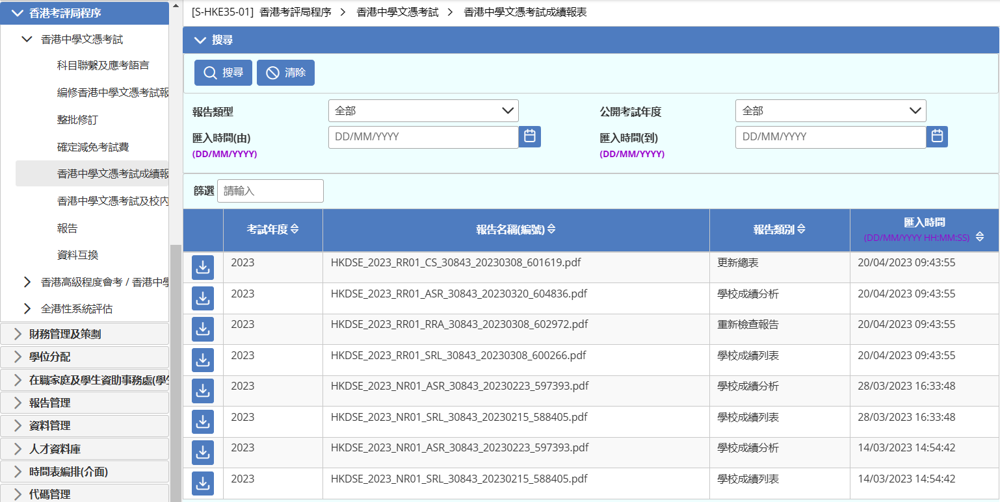 香港考評局程序
香港中學文憑考試
科目聯繫及應考語言
編修香港中學文憑考試報
整批修訂
確定減免考試費
香港中學文憑考試成績報
香港中學文憑考試及校內
報告
資料互換
香港高級程度會考 / 香港中學
全港性系統評估
財務管理及策劃
學位分配
在職家庭及學生資助事務處(學生
報告管理
資料管理
人才資料庫
時間表編排(介面)
代碼管理
[S-HKE35-01] 香港考評局程序 > 香港中學文憑考試 > 香港中學文憑考試成績報表
搜尋
搜尋 清除
報告類型 全部 公開考試年度 全部
匯入時間(由) DD/MM/YYYY 匯入時間(到) DD/MM/YYYY
(DD/MM/YYYY) (DD/MM/YYYY)
篩選 請輸入
考試年度 報告名稱(編號) 報告類別 匯入時間
(DD/MM/YYYY HH:MM:SS)
2023 HKDSE_2023_RR01_CS_30843_20230308_601619.pdf 更新總表 20/04/2023 09:43:55
2023 HKDSE_2023_RR01_ASR_30843_20230320_604836.pdf 學校成績分析 20/04/2023 09:43:55
2023 HKDSE_2023_RR01_RRA_30843_20230308_602972.pdf 重新檢查報告 20/04/2023 09:43:55
2023 HKDSE_2023_RR01_SRL_30843_20230308_600266.pdf 學校成績列表 20/04/2023 09:43:55
2023 HKDSE_2023_NR01_ASR_30843_20230223_597393.pdf 學校成績分析 28/03/2023 16:33:48
2023 HKDSE_2023_NR01_SRL_30843_20230215_588405.pdf 學校成績列表 28/03/2023 16:33:48
2023 HKDSE_2023_NR01_ASR_30843_20230223_597393.pdf 學校成績分析 14/03/2023 14:54:42
2023 HKDSE_2023_NR01_SRL_30843_20230215_588405.pdf 學校成績列表 14/03/2023 14:54:42